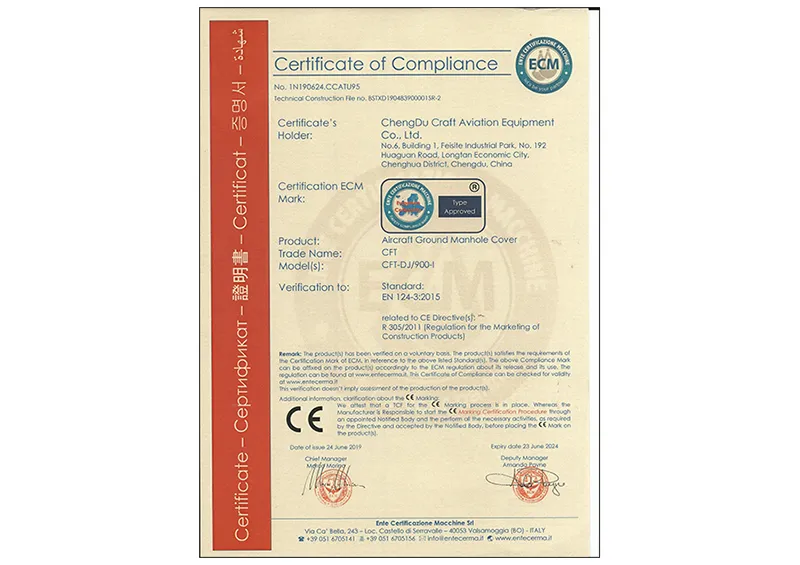 Certificate – Сертификат – 證明書 – Certificat – 증명서 – شهادة
Certificate of Compliance
ENTE CERTIFICAZIONE MACCHINE
ECM
No. 1N190624.CCATU95
Technical Construction File no. BSTXD190483900001SR-2
Certificate's
Holder:
ChengDu Craft Aviation Equipment
Co., Ltd.
No.6, Building 1, Feisite Industrial Park, No. 192
Huaguan Road, Longtan Economic City,
Chenghua District, Chengdu, China
Certification ECM
Mark:
ENTE CERTIFICAZIONE MACCHINE
®
Type
Approved
Product: Aircraft Ground Manhole Cover
Trade Name: CFT
Model(s): CFT-DJ/900-I
Verification to: Standard:
EN 124-3:2015
related to CE Directive(s):
R 305/2011 (Regulation for the Marketing of
Construction Products)
Remark: The product(s) has been verified on a voluntary basis. The product(s) satisfies the requirements of
the Certification Mark of ECM, in reference to the above listed Standard(s). The above Compliance Mark
can be affixed on the product(s) accordingly to the ECM regulation about its release and its use. The
regulation can be found at www.entecerma.it. This Certificate of Compliance can be checked for validity
at www.entecerma.it
This verification doesn't imply assessment of the production of the product(s).
Additional information, clarification about the CE Marking:
CE
We attest that a TCF for the CE Marking process is in place. Whereas the
Manufacturer is Responsible to start the CE Marking Certification Procedure through
an appointed Notified Body and the perform all the necessary activities, as required
by the Directive and accepted by the Notified Body, before placing the CE Mark on
the product(s).
Date of issue 24 June 2019
Expiry date 23 June 2024
Chief Manager
Deputy Manager
Amanda Payne
Ente Certificazione Macchine Srl
Via Ca' Bella, 243 – Loc. Castello di Serravalle – 40053 Valsamoggia (BO) - ITALY
☎ +39 051 6705141 +39 051 6705156 ✉ info@entecerma.it www.entecerma.it